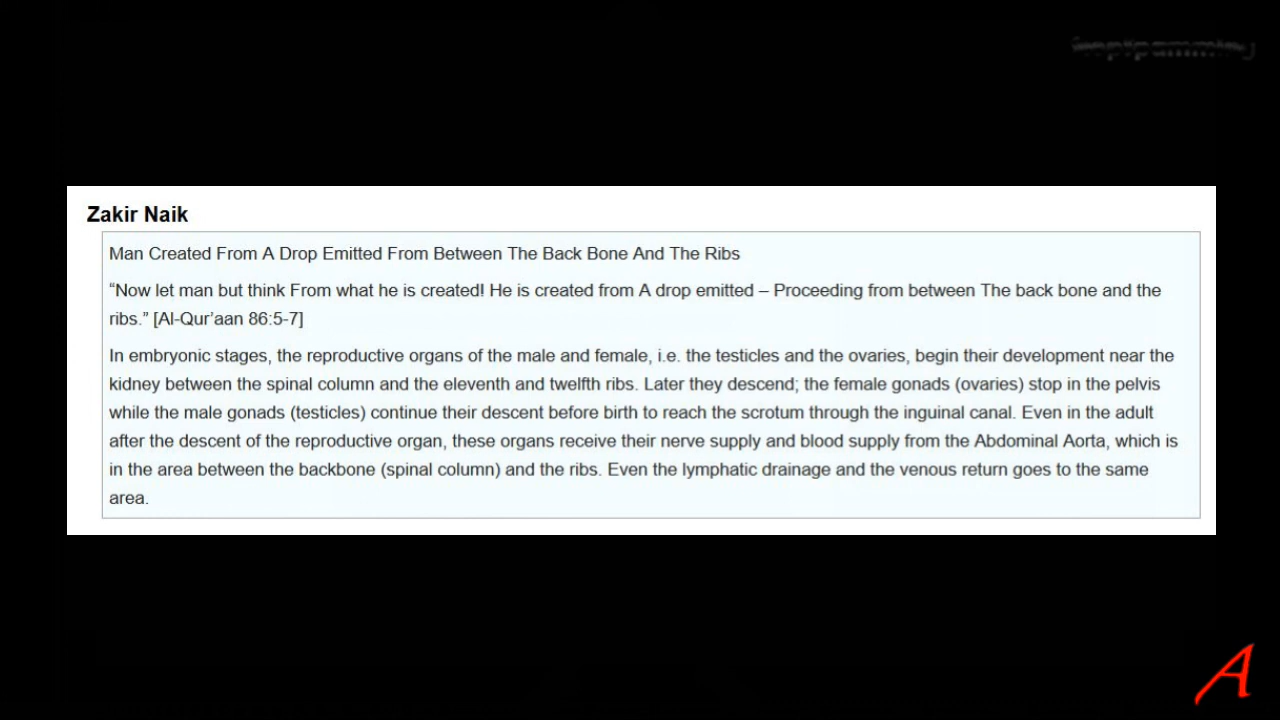 Zakir Naik
Man Created From A Drop Emitted From Between The Back Bone And The Ribs
“Now let man but think From what he is created! He is created from A drop emitted – Proceeding from between The back bone and the
ribs.” [Al-Qur’aan 86:5-7]
In embryonic stages, the reproductive organs of the male and female, i.e. the testicles and the ovaries, begin their development near the
kidney between the spinal column and the eleventh and twelfth ribs. Later they descend; the female gonads (ovaries) stop in the pelvis
while the male gonads (testicles) continue their descent before birth to reach the scrotum through the inguinal canal. Even in the adult
after the descent of the reproductive organ, these organs receive their nerve supply and blood supply from the Abdominal Aorta, which is
in the area between the backbone (spinal column) and the ribs. Even the lymphatic drainage and the venous return goes to the same
area.
A